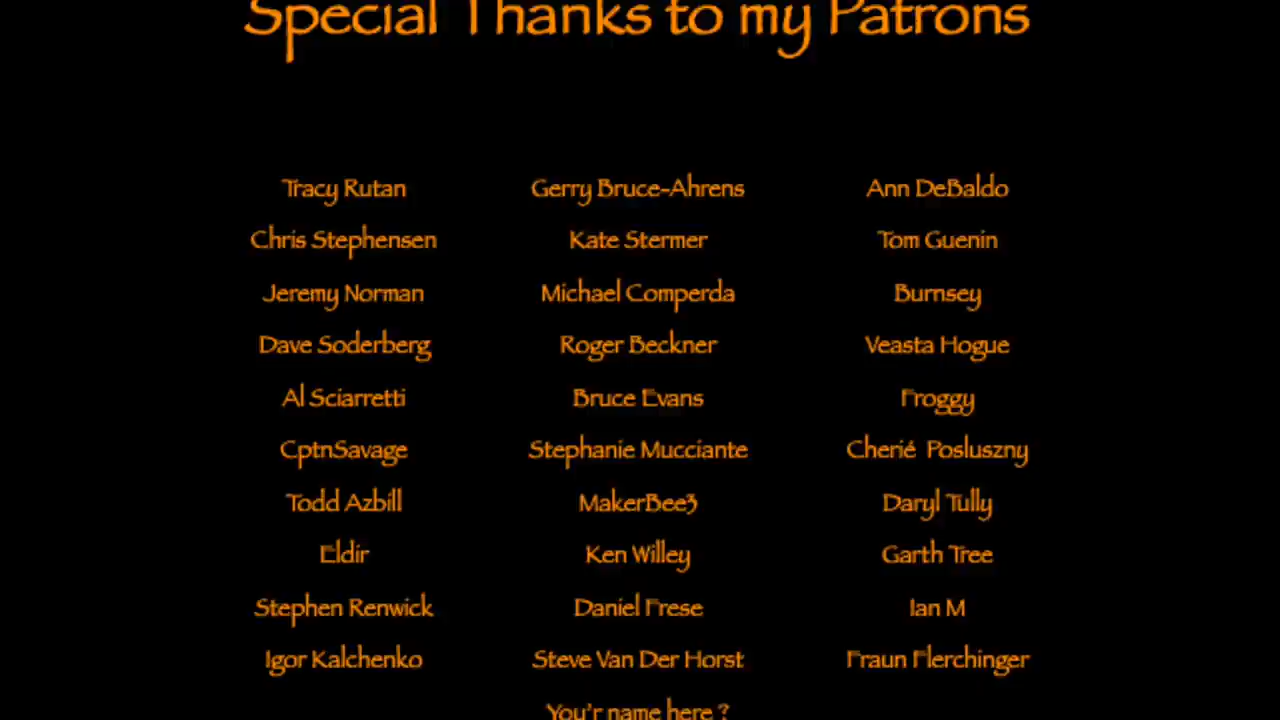 Special Thanks to my Patrons
Tracy Rutan Gerry Bruce-Ahrens Ann DeBaldo
Chris Stephensen Kate Stermer Tom Guenin
Jeremy Norman Michael Comperda Burnsey
Dave Soderberg Roger Beckner Veasta Hogue
Al Sciarretti Bruce Evans Froggy
CptnSavage Stephanie Mucciante Cherié Posluszny
Todd Azbill MakerBee3 Daryl Tully
Eldir Ken Willey Garth Tree
Stephen Renwick Daniel Frese Ian M
Igor Kalchenko Steve Van Der Horst Fraun Flerchinger
You'r name here ?